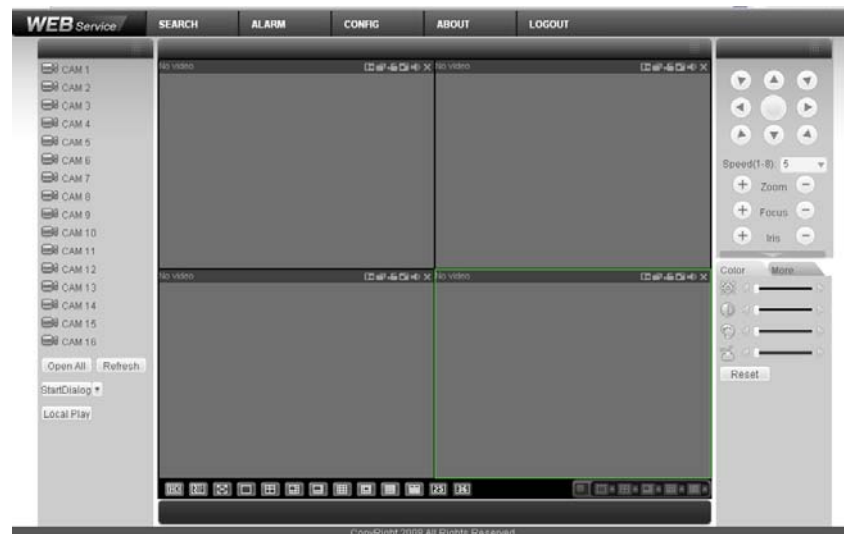 WEB Service
SEARCH
ALARM
CONFIG
ABOUT
LOGOUT
CAM 1
CAM 2
CAM 3
CAM 4
CAM 5
CAM 6
CAM 7
CAM 8
CAM 9
CAM 10
CAM 11
CAM 12
CAM 13
CAM 14
CAM 15
CAM 16
Open All
Refresh
StartDialog
Local Play
No video
No video
No video
No video
25
36
Speed(1-8)
5
Zoom
Focus
Iris
Color
More
Reset
CopyRight 2008 All Rights Reserved